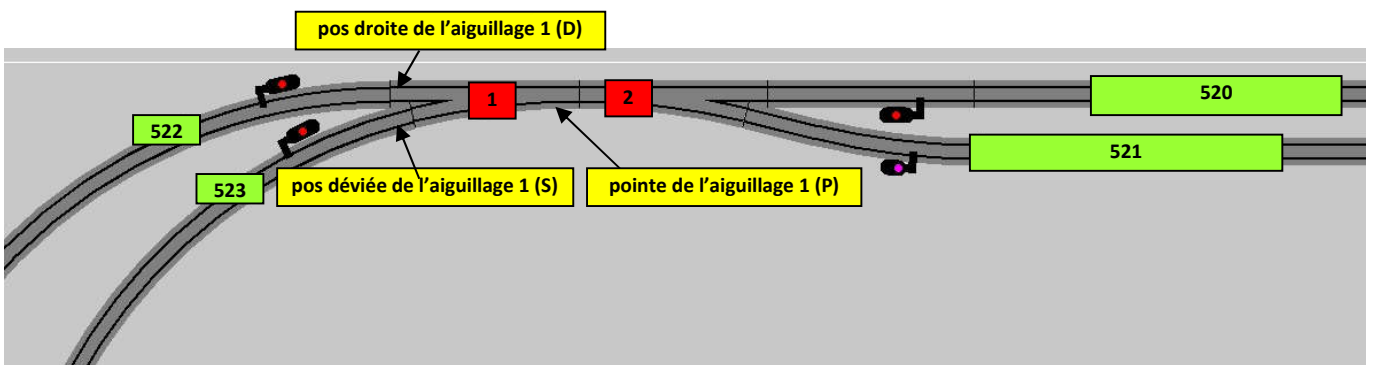 pos droite de l'aiguillage 1 (D)
1
2
520
522
521
523
pos déviée de l'aiguillage 1 (S)
pointe de l'aiguillage 1 (P)